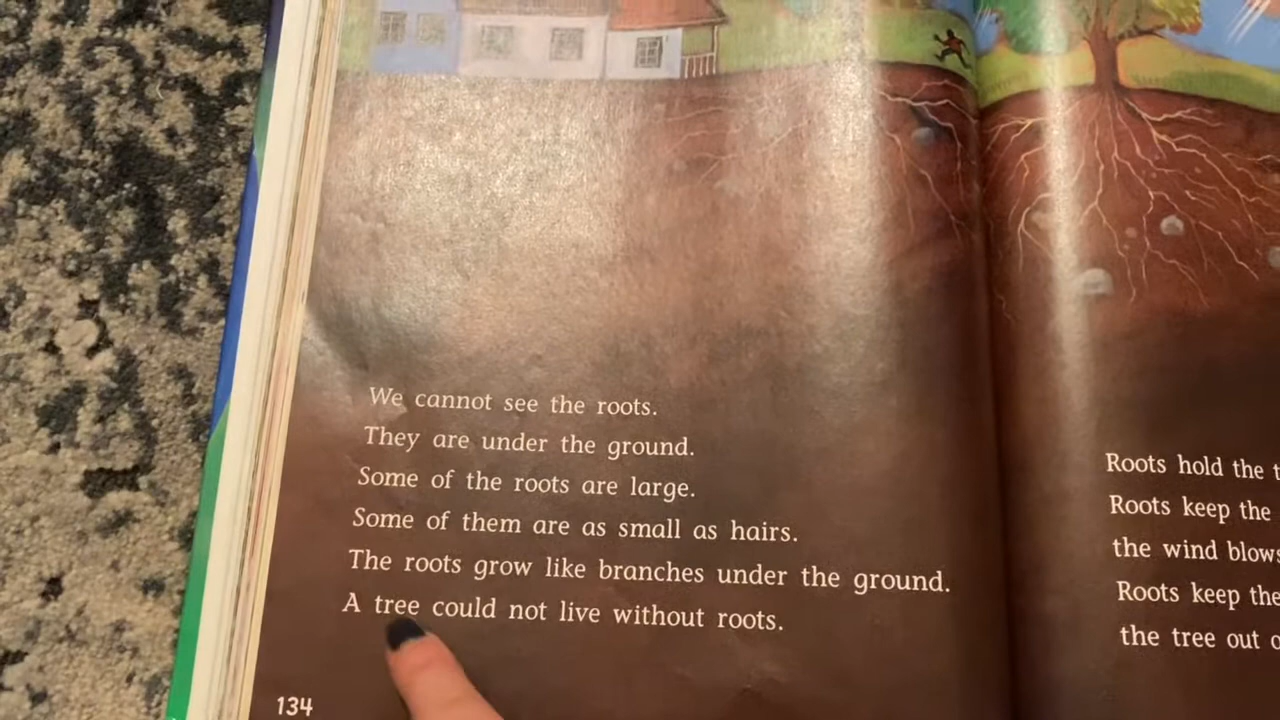 We cannot see the roots.
They are under the ground.
Some of the roots are large.
Some of them are as small as hairs.
The roots grow like branches under the ground.
A tree could not live without roots.
134
Roots hold the
Roots keep the
the wind blows
Roots keep the
the tree out